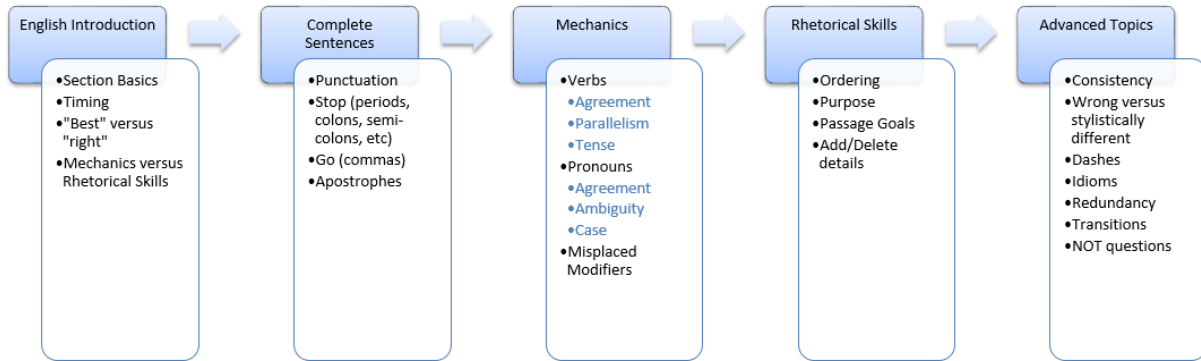 English Introduction
•Section Basics
•Timing
•"Best" versus
"right"
•Mechanics versus
Rhetorical Skills
Complete
Sentences
•Punctuation
•Stop (periods,
colons, semi-
colons, etc)
•Go (commas)
•Apostrophes
Mechanics
•Verbs
•Agreement
•Parallelism
•Tense
•Pronouns
•Agreement
•Ambiguity
•Case
•Misplaced
Modifiers
Rhetorical Skills
•Ordering
•Purpose
•Passage Goals
•Add/Delete
details
Advanced Topics
•Consistency
•Wrong versus
stylistically
different
•Dashes
•Idioms
•Redundancy
•Transitions
•NOT questions